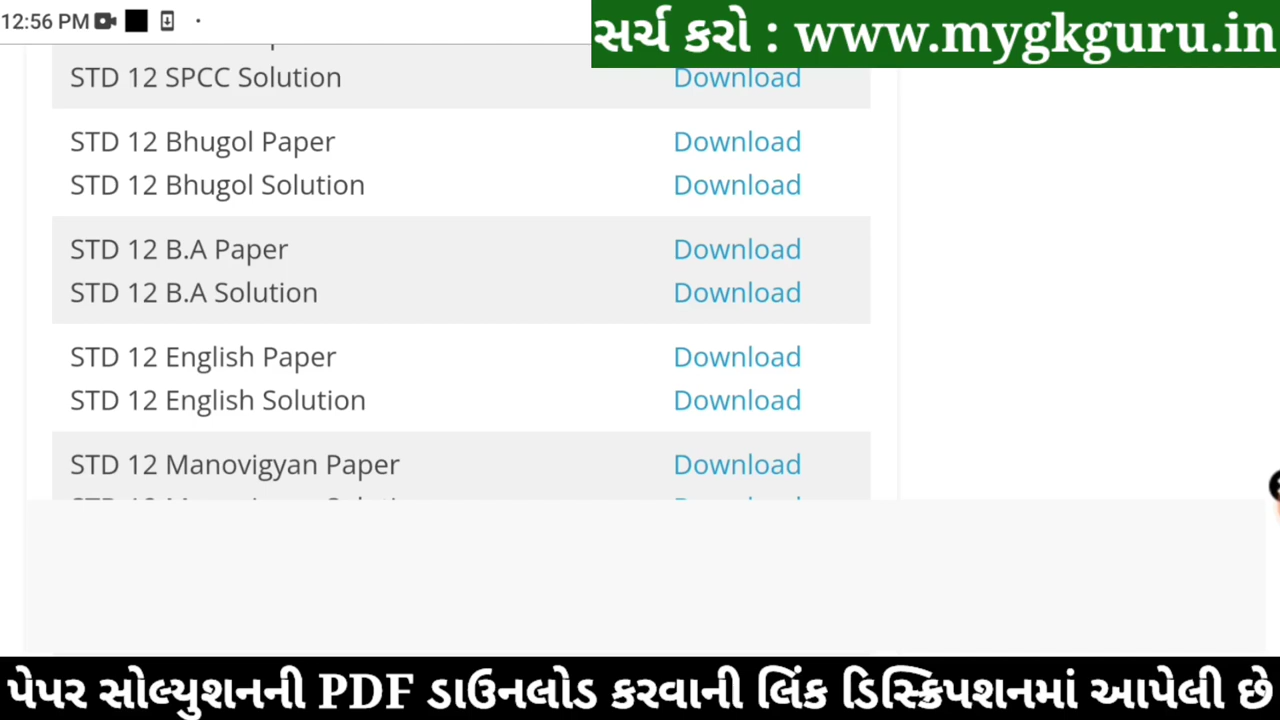 12:56 PM
સર્ચ કરો : www.mygkguru.in
STD 12 SPCC Solution Download
STD 12 Bhugol Paper Download
STD 12 Bhugol Solution Download
STD 12 B.A Paper Download
STD 12 B.A Solution Download
STD 12 English Paper Download
STD 12 English Solution Download
STD 12 Manovigyan Paper Download
પેપર સોલ્યુશનની PDF ડાઉનલોડ કરવાની લિંક ડિસ્ક્રિપશનમાં આપેલી છે